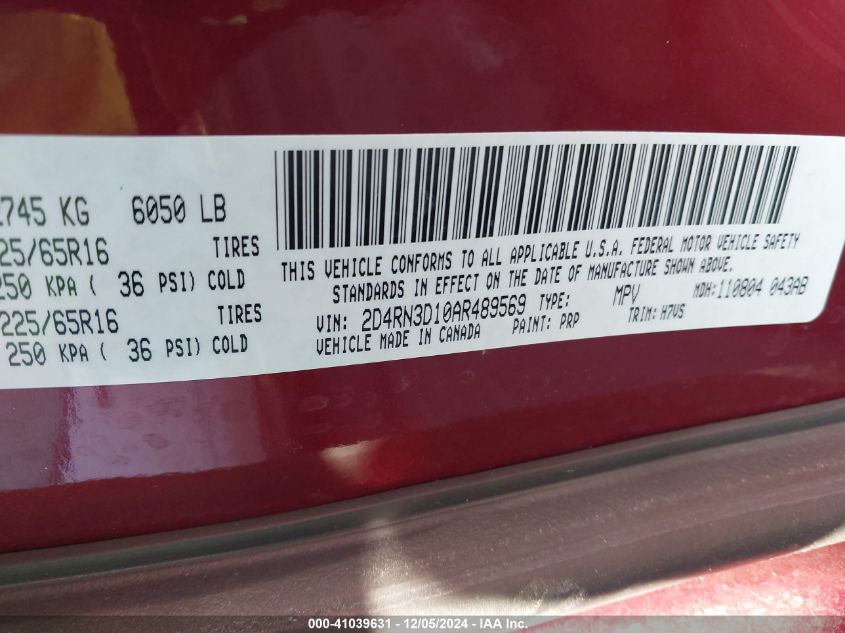 745 KG 6050 LB
225/65R16 TIRES
250 KPA ( 36 PSI) COLD
225/65R16 TIRES
250 KPA ( 36 PSI) COLD
THIS VEHICLE CONFORMS TO ALL APPLICABLE U.S.A. FEDERAL MOTOR VEHICLE SAFETY
STANDARDS IN EFFECT ON THE DATE OF MANUFACTURE SHOWN ABOVE.
VIN: 2D4RN3D10AR489569 TYPE: MPV MDH: 110804 043AB
VEHICLE MADE IN CANADA PAINT: PRP TRIM: H7VS
000-41039631 - 12/05/2024 - IAA Inc.